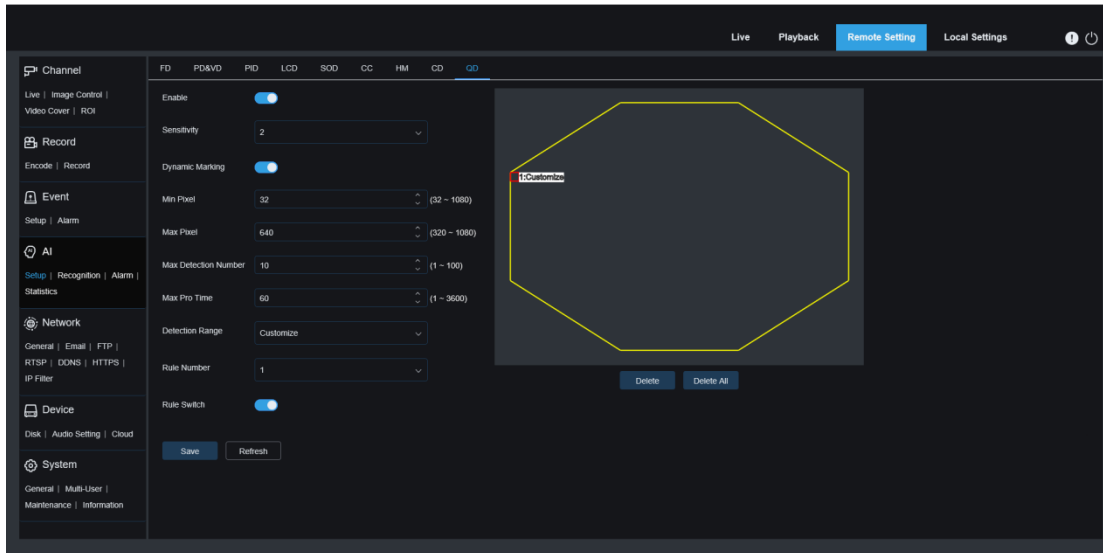 Live Playback Remote Setting Local Settings
Channel
Live | Image Control |
Video Cover | ROI
Record
Encode | Record
Event
Setup | Alarm
AI
Setup | Recognition | Alarm |
Statistics
Network
General | Email | FTP |
RTSP | DDNS | HTTPS |
IP Filter
Device
Disk | Audio Setting | Cloud
System
General | Multi-User |
Maintenance | Information
FD PD&VD PID LCD SOD CC HM CD QD
Enable
Sensitivity 2
Dynamic Marking
Min Pixel 32 (32 ~ 1080)
Max Pixel 640 (320 ~ 1080)
Max Detection Number 10 (1 ~ 100)
Max Pro Time 60 (1 ~ 3600)
Detection Range Customize
Rule Number 1
Rule Switch
Save Refresh
1:Customize
Delete Delete All